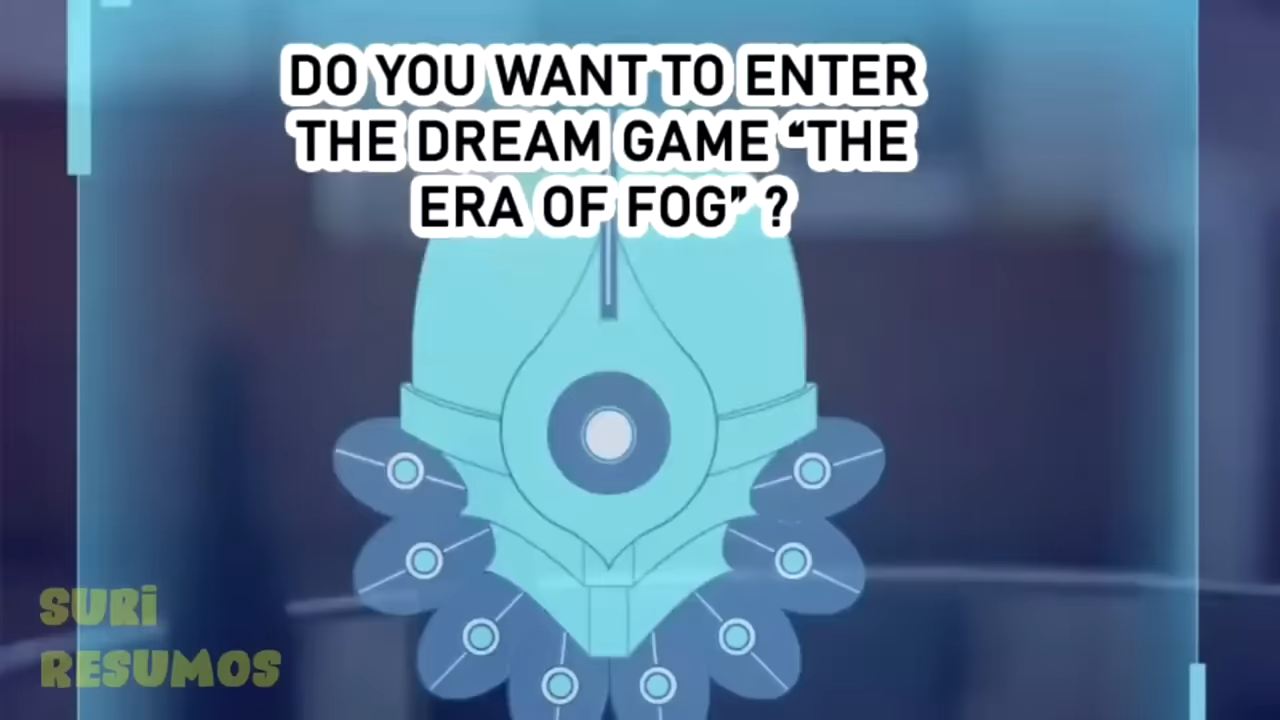 DO YOU WANT TO ENTER
THE DREAM GAME “THE
ERA OF FOG” ?
SURi
RESUMOS